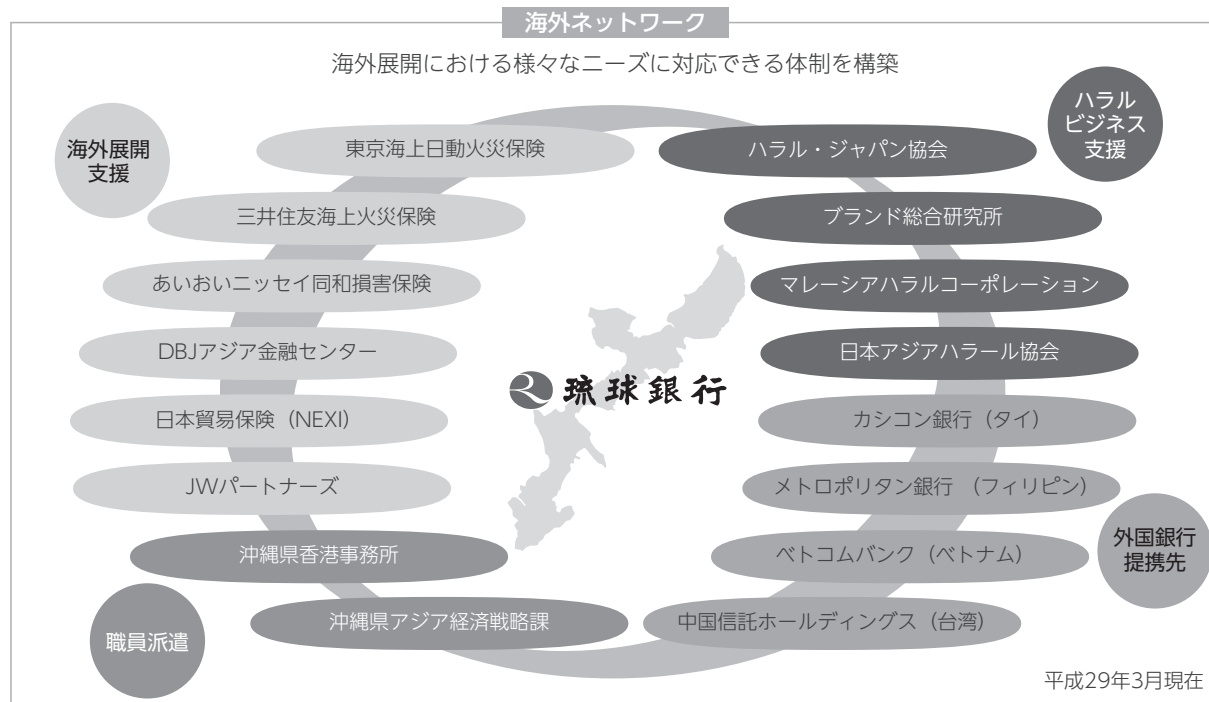 海外ネットワーク
海外展開における様々なニーズに対応できる体制を構築
海外展開
支援
東京海上日動火災保険
三井住友海上火災保険
あいおいニッセイ同和損害保険
DBJアジア金融センター
日本貿易保険（NEXI）
JWパートナーズ
沖縄県香港事務所
沖縄県アジア経済戦略課
職員派遣
琉球銀行
ハラル
ビジネス
支援
ハラル・ジャパン協会
ブランド総合研究所
マレーシアハラルコーポレーション
日本アジアハラール協会
カシコン銀行（タイ）
メトロポリタン銀行 （フィリピン）
ベトコムバンク（ベトナム）
中国信託ホールディングス（台湾）
外国銀行
提携先
平成29年3月現在